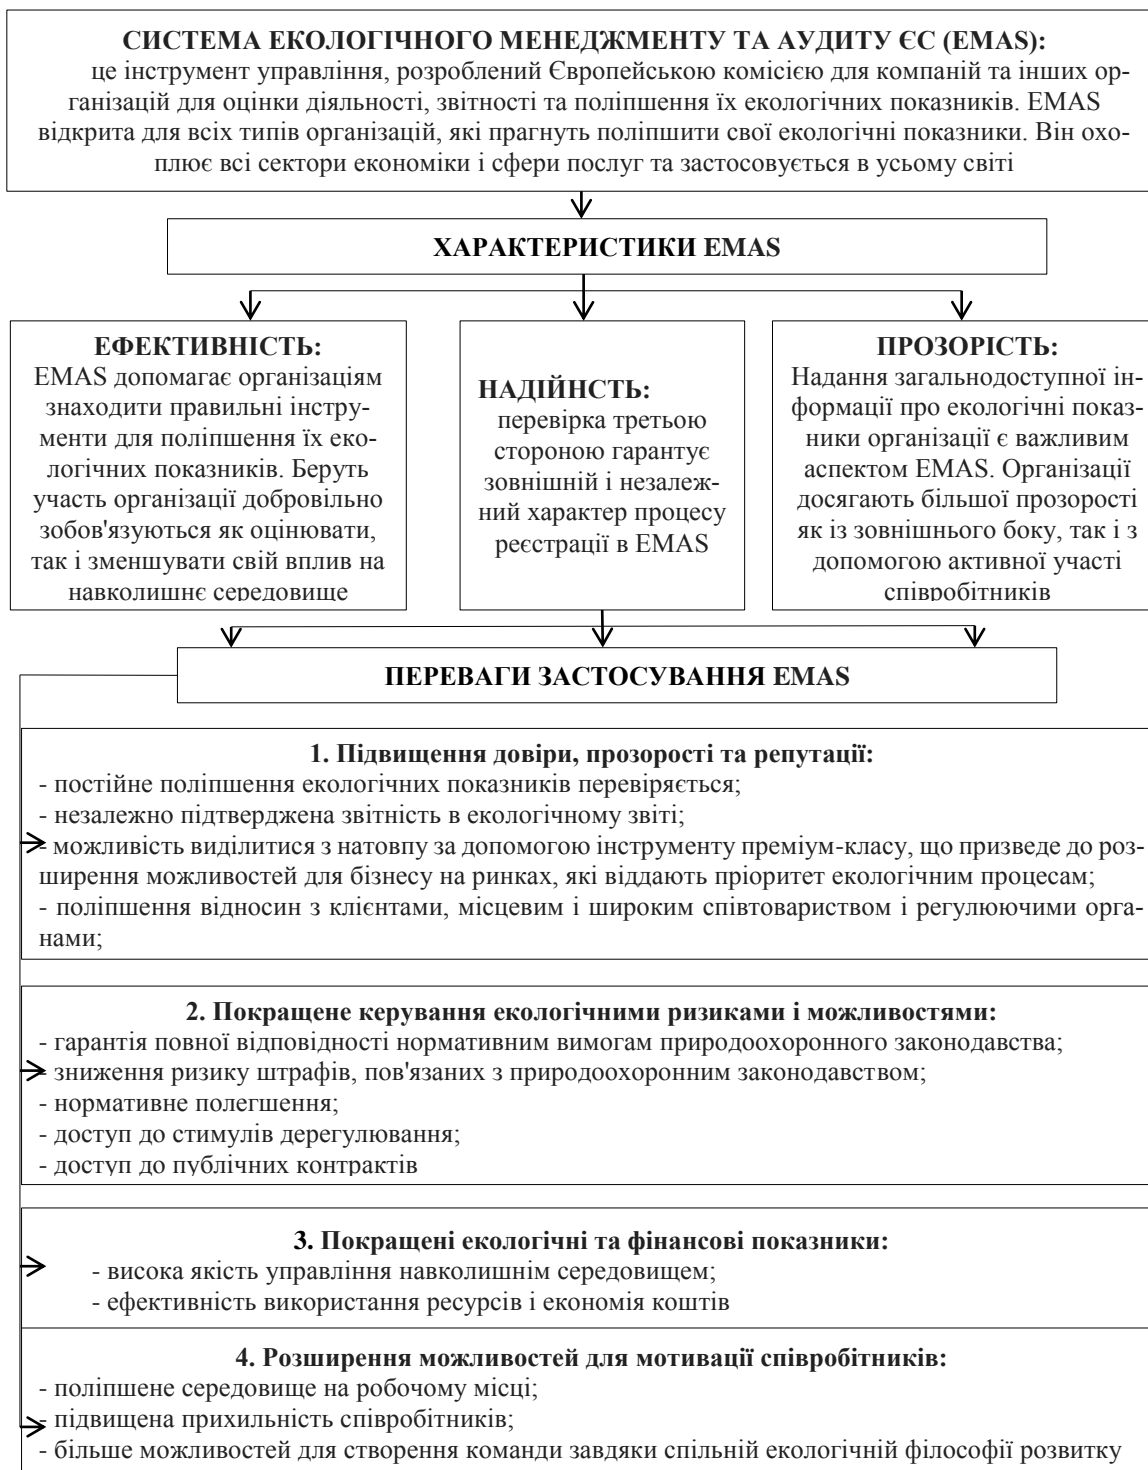 СИСТЕМА ЕКОЛОГІЧНОГО МЕНЕДЖМЕНТУ ТА АУДИТУ ЄС (EMAS):
це інструмент управління, розроблений Європейською комісією для компаній та інших ор-
ганізацій для оцінки діяльності, звітності та поліпшення їх екологічних показників. EMAS
відкрита для всіх типів організацій, які прагнуть поліпшити свої екологічні показники. Він охо-
плює всі сектори економіки і сфери послуг та застосовується в усьому світі
ХАРАКТЕРИСТИКИ EMAS
ЕФЕКТИВНІСТЬ:
EMAS допомагає організаціям
знаходити правильні інстру-
менти для поліпшення їх еко-
логічних показників. Беруть
участь організації добровільно
зобов'язуються як оцінювати,
так і зменшувати свій вплив на
навколишнє середовище
НАДІЙНСТЬ:
перевірка третьою
стороною гарантує
зовнішній і незалеж-
ний характер процесу
реєстрації в EMAS
ПРОЗОРІСТЬ:
Надання загальнодоступної ін-
формації про екологічні показ-
ники організації є важливим
аспектом EMAS. Організації
досягають більшої прозорості
як із зовнішнього боку, так і з
допомогою активної участі
співробітників
ПЕРЕВАГИ ЗАСТОСУВАННЯ EMAS
1. Підвищення довіри, прозорості та репутації:
- постійне поліпшення екологічних показників перевіряється;
- незалежно підтверджена звітність в екологічному звіті;
- можливість виділитися з натовпу за допомогою інструменту преміум-класу, що призведе до роз-
ширення можливостей для бізнесу на ринках, які віддають пріоритет екологічним процесам;
- поліпшення відносин з клієнтами, місцевим і широким співтовариством і регулюючими орга-
нами;
2. Покращене керування екологічними ризиками і можливостями:
- гарантія повної відповідності нормативним вимогам природоохоронного законодавства;
- зниження ризику штрафів, пов'язаних з природоохоронним законодавством;
- нормативне полегшення;
- доступ до стимулів дерегулювання;
- доступ до публічних контрактів
3. Покращені екологічні та фінансові показники:
- висока якість управління навколишнім середовищем;
- ефективність використання ресурсів і економія коштів
4. Розширення можливостей для мотивації співробітників:
- поліпшене середовище на робочому місці;
- підвищена прихильність співробітників;
- більше можливостей для створення команди завдяки спільній екологічній філософії розвитку